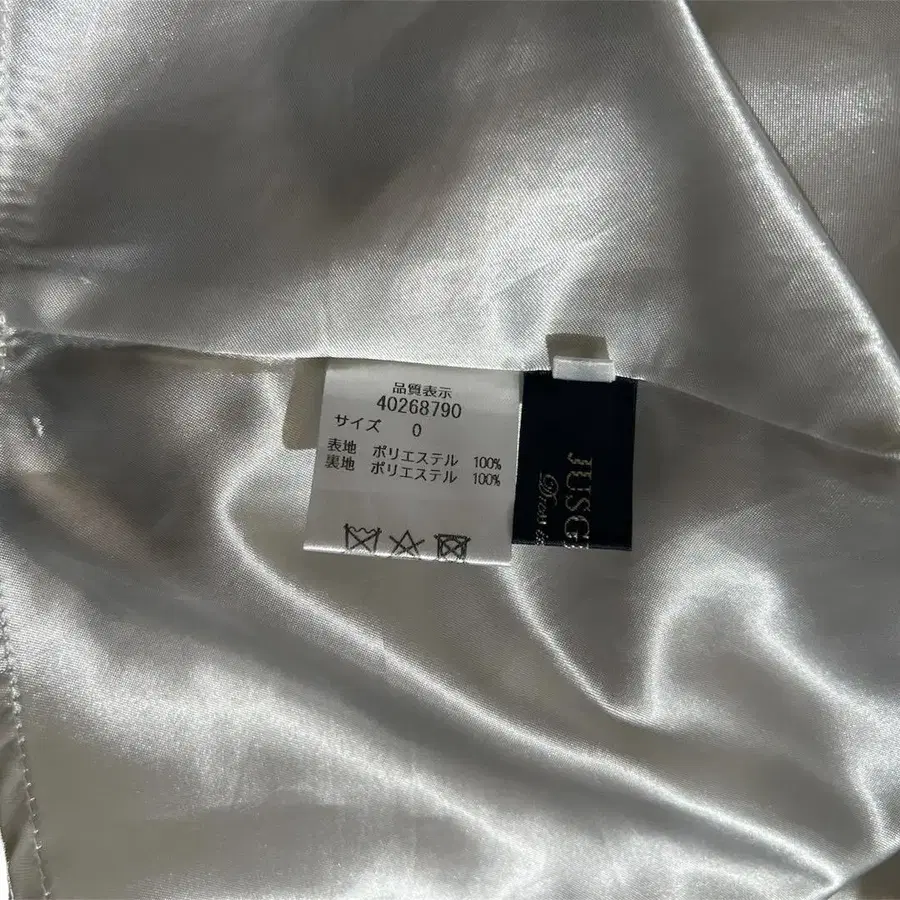 品質表示
40268790
サイズ 0
表地 ポリエステル 100%
裏地 ポリエステル 100%
JUSG
Dress